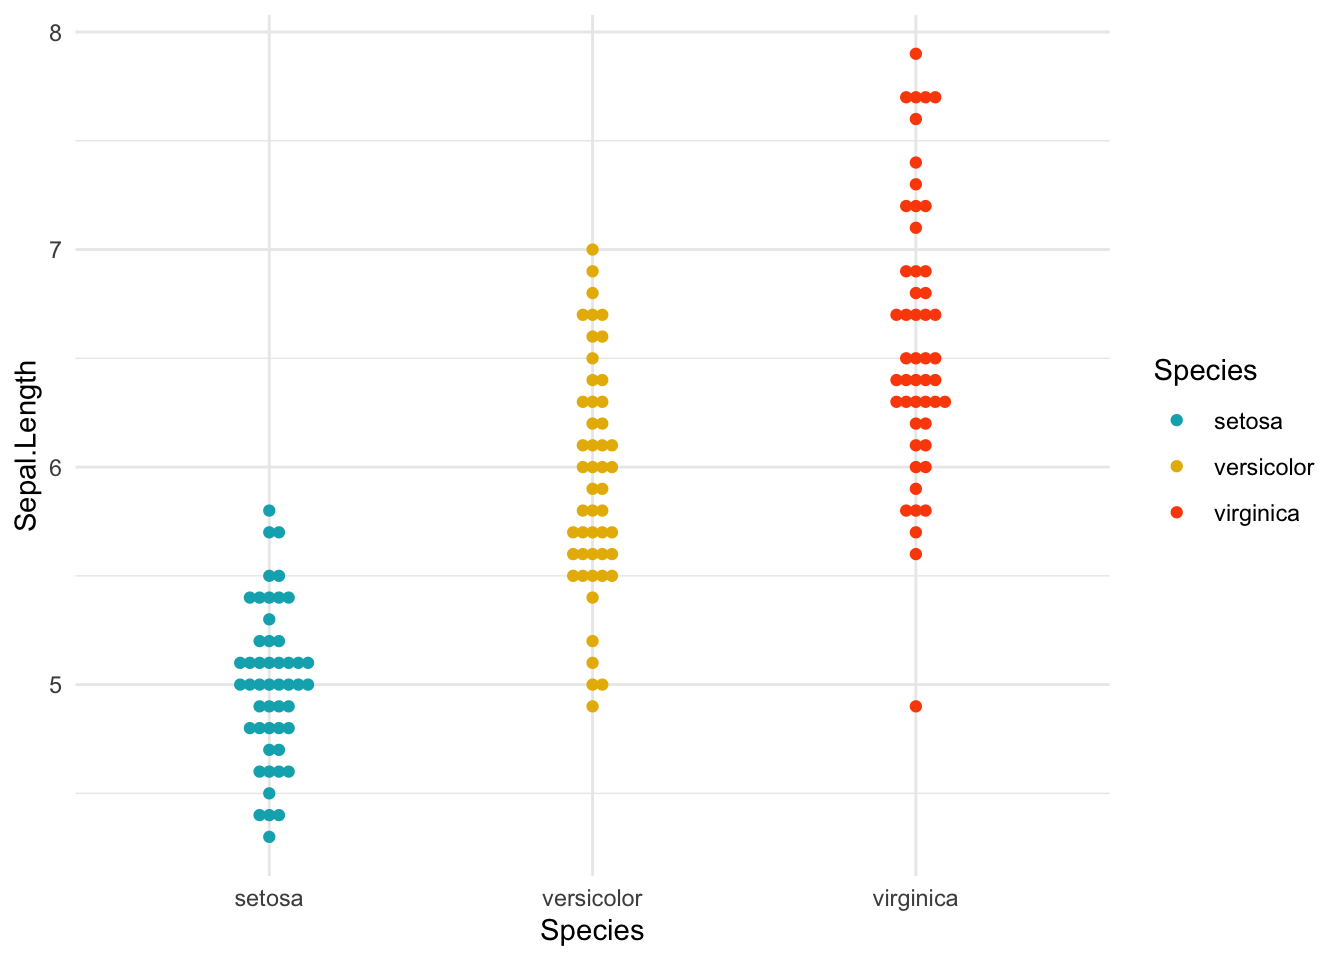 8
7
6
5
Sepal.Length
setosa
versicolor
virginica
Species
Species
setosa
versicolor
virginica